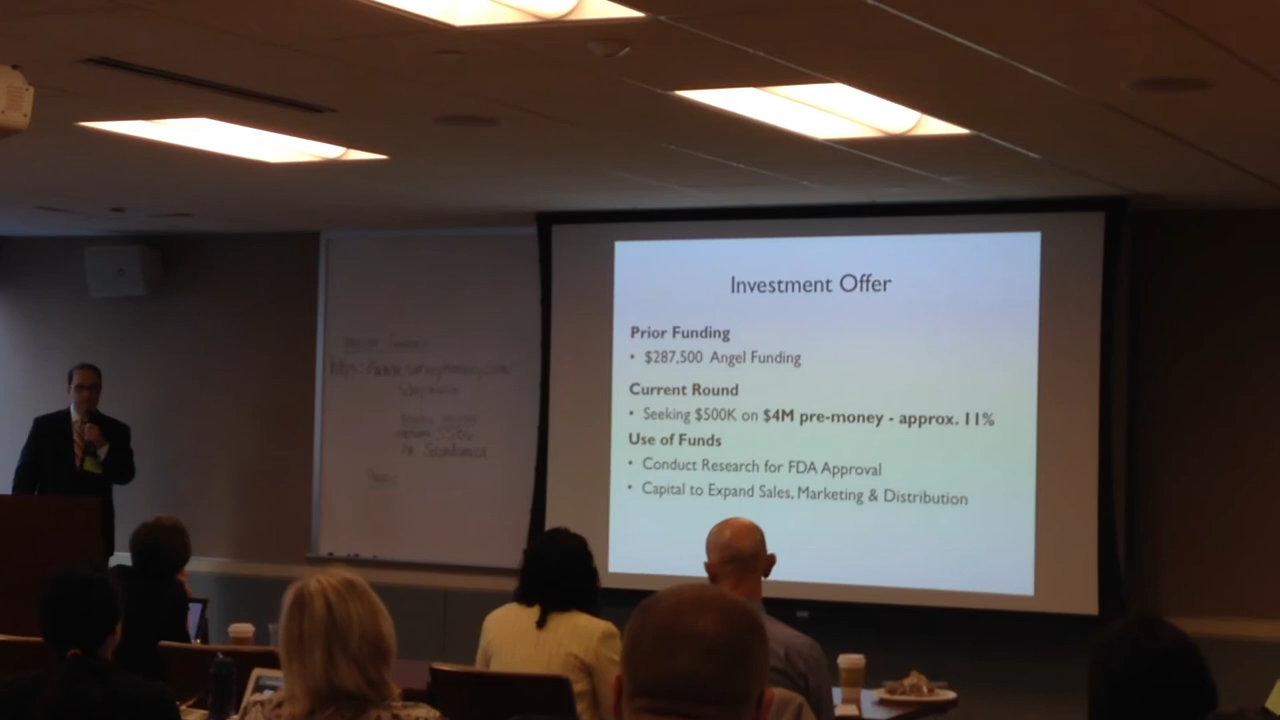 Investment Offer
Prior Funding
• $287,500 Angel Funding
Current Round
• Seeking $500K on $4M pre-money - approx. 11%
Use of Funds
• Conduct Research for FDA Approval
• Capital to Expand Sales, Marketing & Distribution